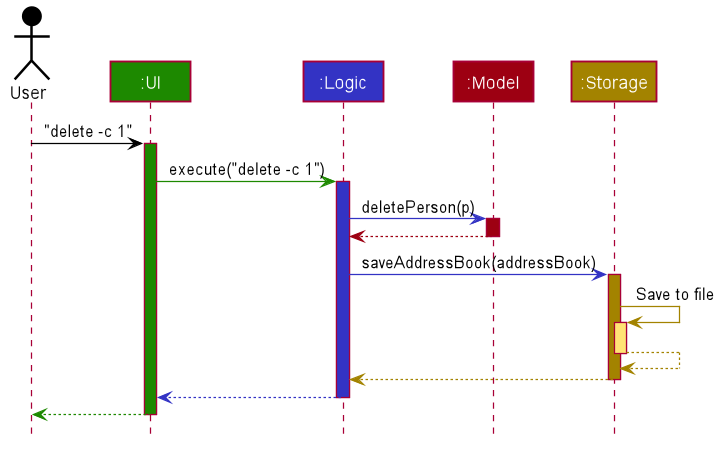 User
:UI
:Logic
:Model
:Storage
"delete -c 1"
execute("delete -c 1")
deletePerson(p)
saveAddressBook(addressBook)
Save to file